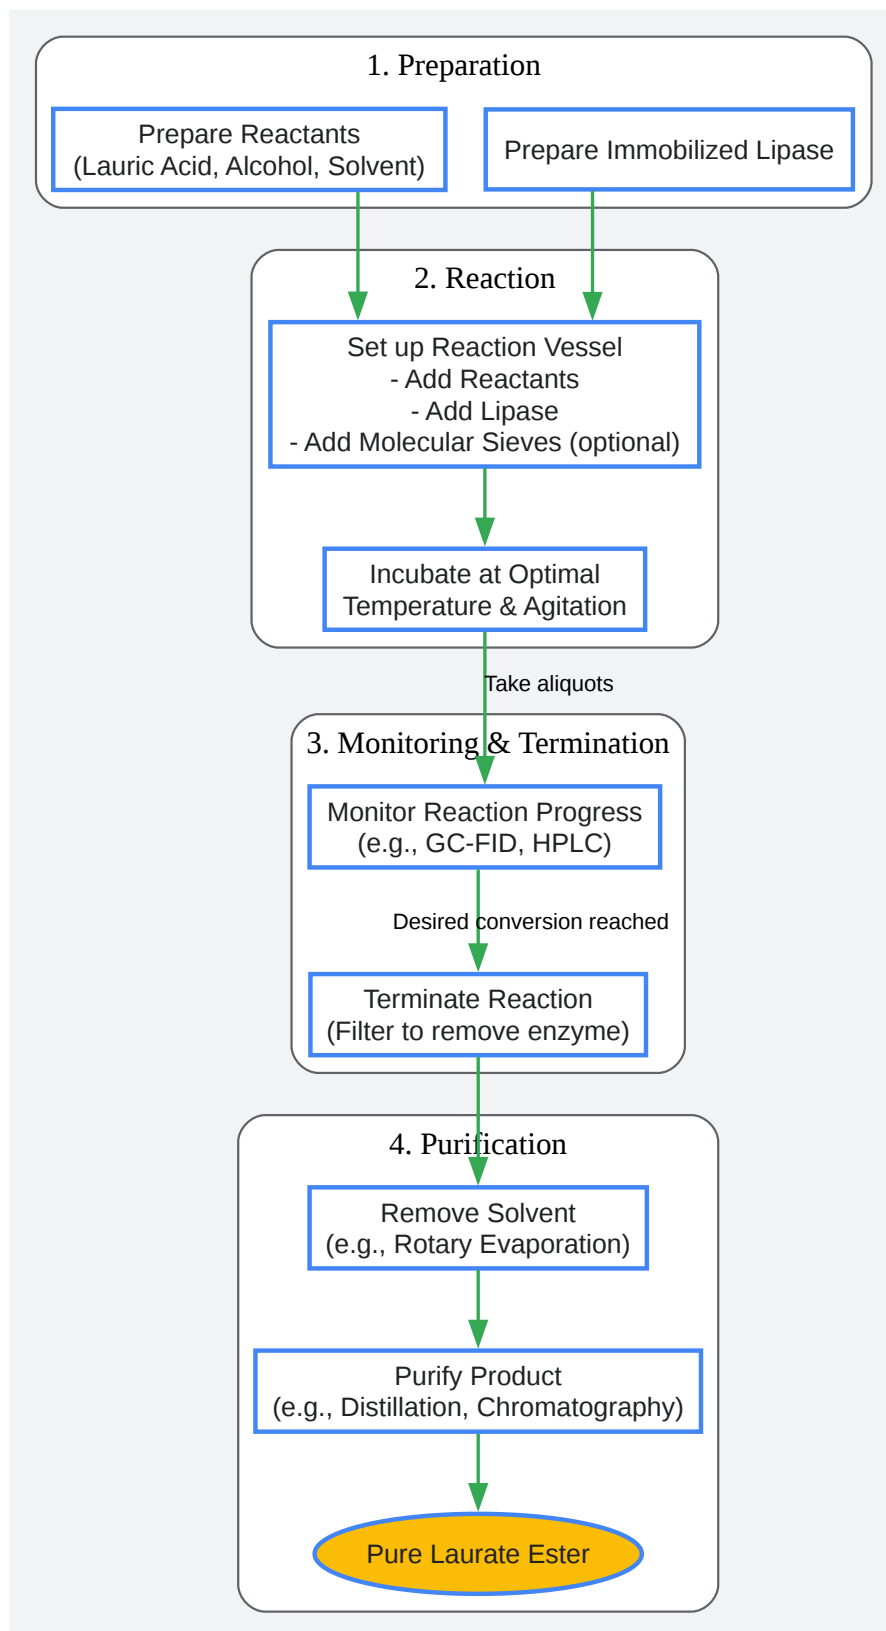 1. Preparation
Prepare Reactants
(Lauric Acid, Alcohol, Solvent)
Prepare Immobilized Lipase
2. Reaction
Set up Reaction Vessel
- Add Reactants
- Add Lipase
- Add Molecular Sieves (optional)
Incubate at Optimal
Temperature & Agitation
Take aliquots
3. Monitoring & Termination
Monitor Reaction Progress
(e.g., GC-FID, HPLC)
Desired conversion reached
Terminate Reaction
(Filter to remove enzyme)
4. Purification
Remove Solvent
(e.g., Rotary Evaporation)
Purify Product
(e.g., Distillation, Chromatography)
Pure Laurate Ester